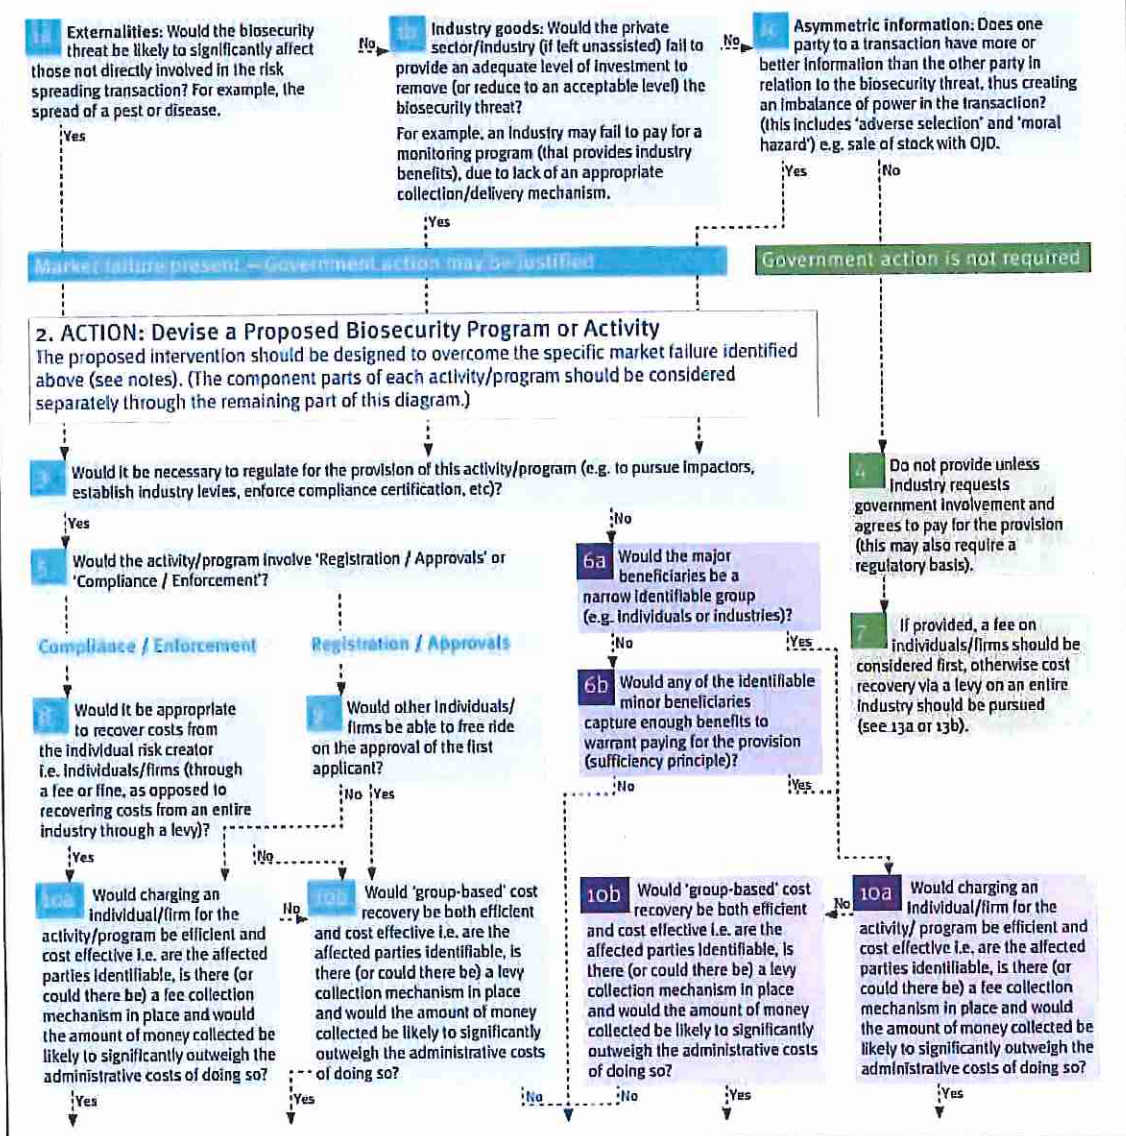 1a Externalities: Would the biosecurity
threat be likely to significantly affect
those not directly involved in the risk
spreading transaction? For example, the
spread of a pest or disease.
Yes
No
1b Industry goods: Would the private
sector/industry (if left unassisted) fail to
provide an adequate level of investment to
remove (or reduce to an acceptable level) the
biosecurity threat?
For example, an industry may fail to pay for a
monitoring program (that provides industry
benefits), due to lack of an appropriate
collection/delivery mechanism.
Yes
No
1c Asymmetric information: Does one
party to a transaction have more or
better information than the other party in
relation to the biosecurity threat, thus creating
an imbalance of power in the transaction?
(this includes 'adverse selection' and 'moral
hazard') e.g. sale of stock with OJD.
Yes
No
Market failure present – Government action may be justified
Government action is not required
2. ACTION: Devise a Proposed Biosecurity Program or Activity
The proposed intervention should be designed to overcome the specific market failure identified
above (see notes). (The component parts of each activity/program should be considered
separately through the remaining part of this diagram.)
3 Would it be necessary to regulate for the provision of this activity/program (e.g. to pursue impactors,
establish industry levies, enforce compliance certification, etc)?
Yes
No
4 Do not provide unless
industry requests
government involvement and
agrees to pay for the provision
(this may also require a
regulatory basis).
5 Would the activity/program involve 'Registration / Approvals' or
'Compliance / Enforcement'?
Compliance / Enforcement
Registration / Approvals
6a Would the major
beneficiaries be a
narrow identifiable group
(e.g. individuals or industries)?
No
Yes
6b Would any of the identifiable
minor beneficiaries
capture enough benefits to
warrant paying for the provision
(sufficiency principle)?
No
Yes
7 If provided, a fee on
individuals/firms should be
considered first, otherwise cost
recovery via a levy on an entire
industry should be pursued
(see 13a or 13b).
8 Would it be appropriate
to recover costs from
the individual risk creator
i.e. individuals/firms (through
a fee or fine, as opposed to
recovering costs from an entire
industry through a levy)?
Yes
No
9 Would other individuals/
firms be able to free ride
on the approval of the first
applicant?
No
Yes
10a Would charging an
individual/firm for the
activity/program be efficient and
cost effective i.e. are the affected
parties identifiable, is there (or
could there be) a fee collection
mechanism in place and would
the amount of money collected be
likely to significantly outweigh the
administrative costs of doing so?
Yes
No
10b Would 'group-based' cost
recovery be both efficient
and cost effective i.e. are the
affected parties identifiable, is
there (or could there be) a levy
collection mechanism in place
and would the amount of money
collected be likely to significantly
outweigh the administrative costs
of doing so?
Yes
No
10b Would 'group-based' cost
recovery be both efficient
and cost effective i.e. are the
affected parties identifiable, is
there (or could there be) a levy
collection mechanism in place
and would the amount of money
collected be likely to significantly
outweigh the administrative costs
of doing so?
No
Yes
No
10a Would charging an
individual/firm for the
activity/ program be efficient and
cost effective i.e. are the affected
parties identifiable, is there (or
could there be) a fee collection
mechanism in place and would
the amount of money collected be
likely to significantly outweigh the
administrative costs of doing so?
Yes